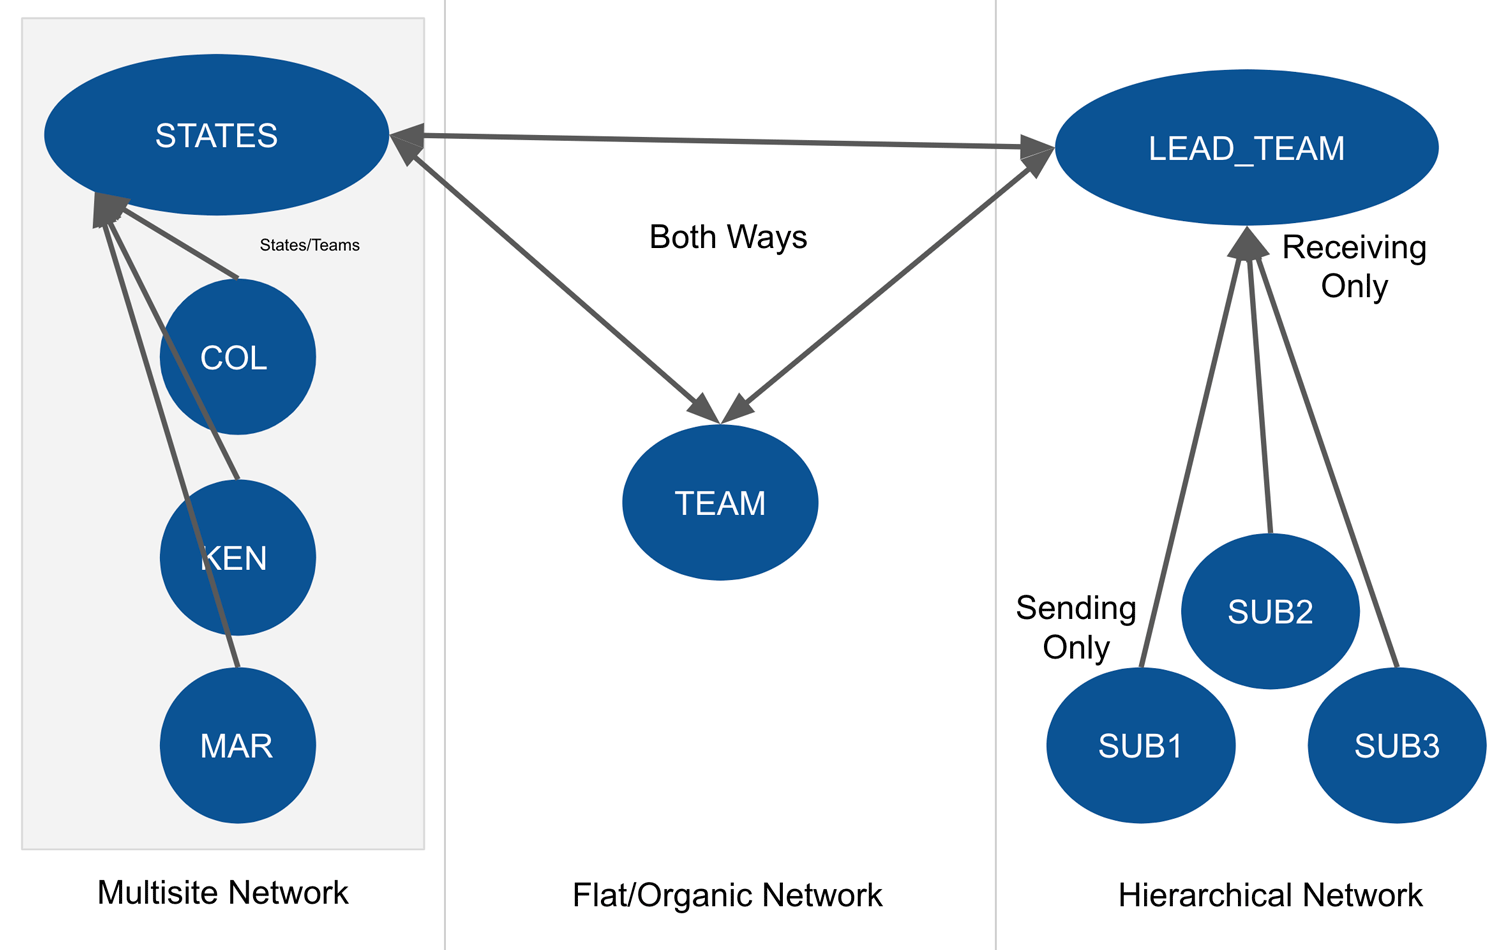 STATES
States/Teams
COL
KEN
MAR
Multisite Network
Both Ways
TEAM
Flat/Organic Network
LEAD_TEAM
Receiving
Only
Sending
Only
SUB2
SUB1
SUB3
Hierarchical Network